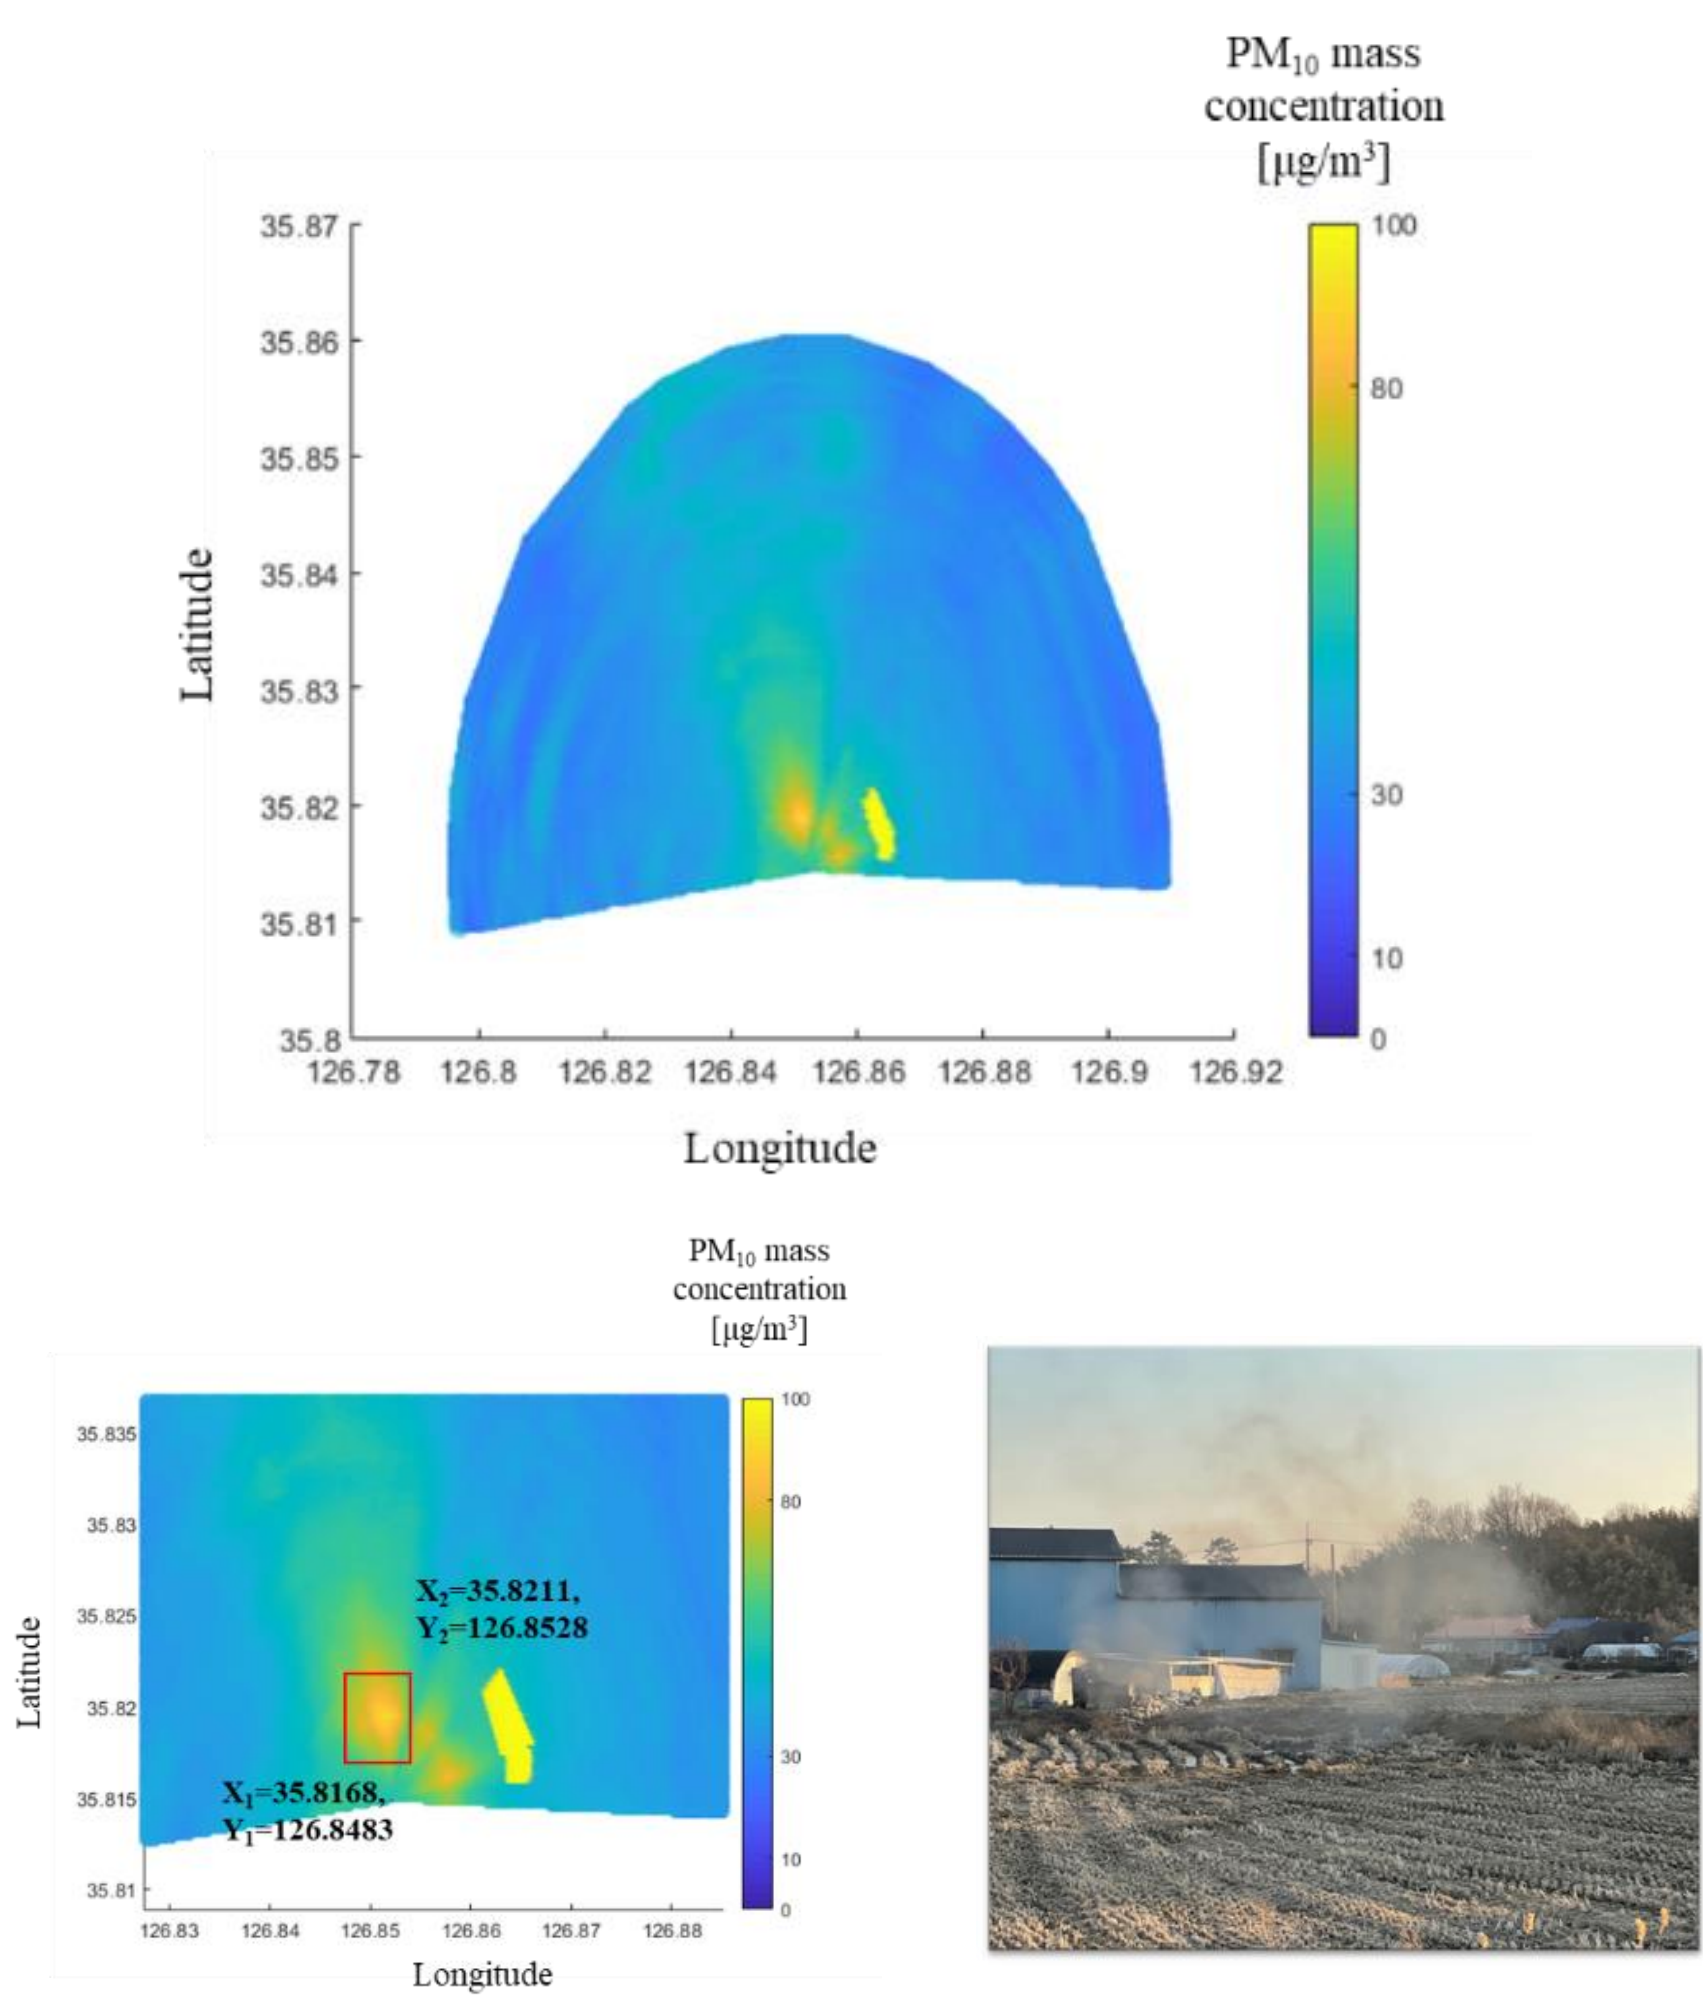 PM₁₀ mass
concentration
[μg/m³]
35.87
35.86
35.85
35.84
35.83
35.82
35.81
35.8
Latitude
126.78 126.8 126.82 126.84 126.86 126.88 126.9 126.92
Longitude
100
80
30
10
0
PM₁₀ mass
concentration
[μg/m³]
35.835
35.83
35.825
35.82
35.815
35.81
Latitude
X₂=35.8211,
Y₂=126.8528
X₁=35.8168,
Y₁=126.8483
126.83 126.84 126.85 126.86 126.87 126.88
Longitude
100
80
30
10
0